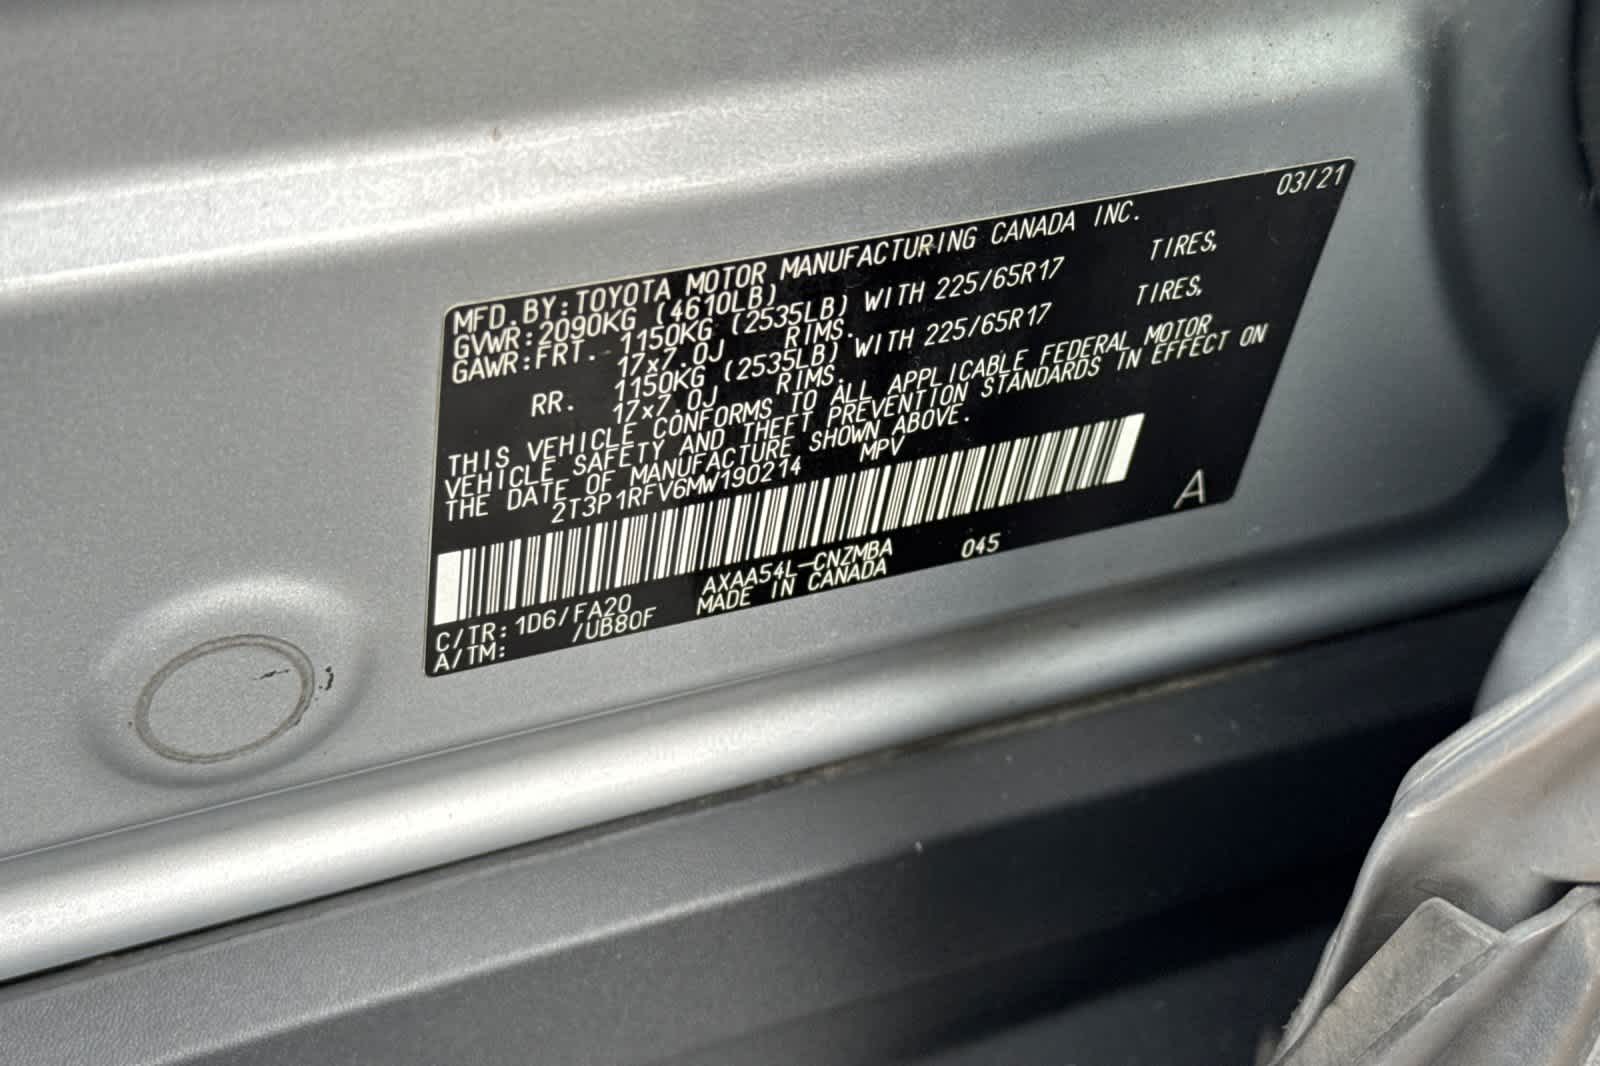 03/21
MFD.BY:TOYOTA MOTOR MANUFACTURING CANADA INC.
GVWR:2090KG (4610LB)
GAWR:FRT. 1150KG (2535LB) WITH 225/65R17 TIRES,
17x7.0J RIMS.
RR. 1150KG (2535LB) WITH 225/65R17 TIRES,
17x7.0J RIMS.
THIS VEHICLE CONFORMS TO ALL APPLICABLE FEDERAL MOTOR
VEHICLE SAFETY AND THEFT PREVENTION STANDARDS IN EFFECT ON
THE DATE OF MANUFACTURE SHOWN ABOVE.
2T3P1RFV6MW190214 MPV
A
C/TR: 1D6/FA20 AXAA54L-CNZMBA 045
A/TM: /UB80F MADE IN CANADA